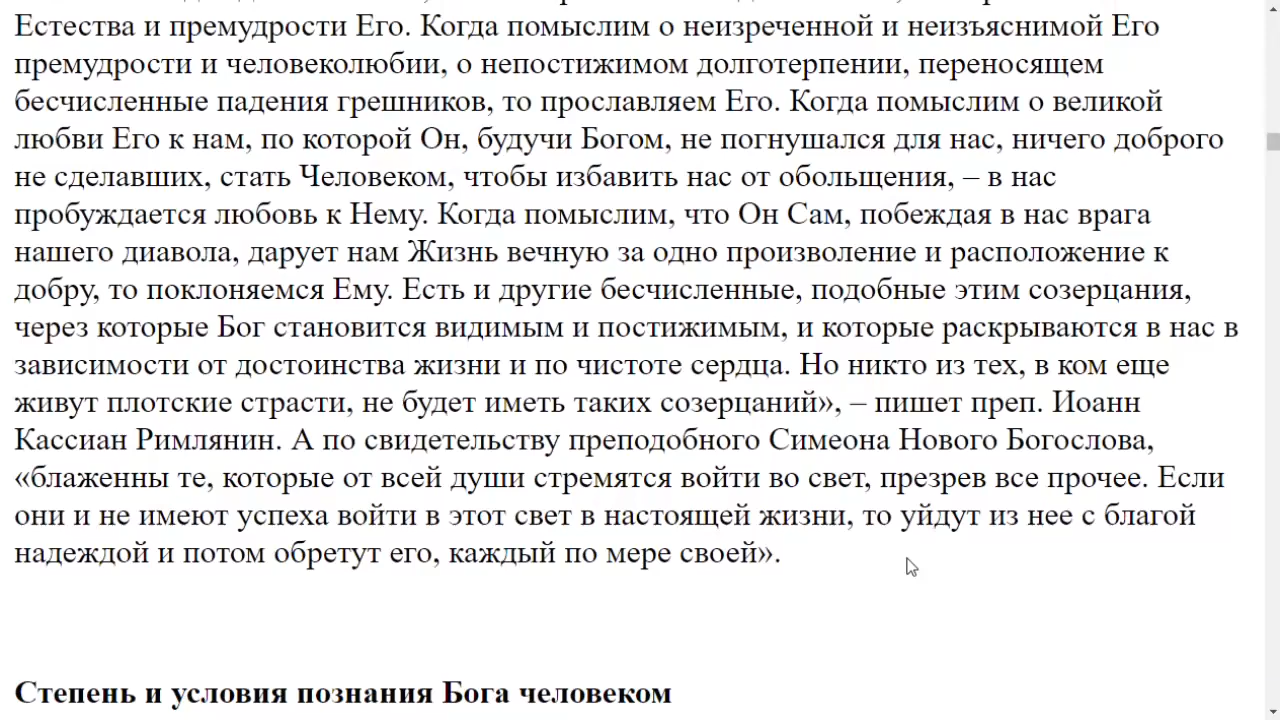 Естества и премудрости Его. Когда помыслим о неизреченной и неизъяснимой Его
премудрости и человеколюбии, о непостижимом долготерпении, переносящем
бесчисленные падения грешников, то прославляем Его. Когда помыслим о великой
любви Его к нам, по которой Он, будучи Богом, не погнушался для нас, ничего доброго
не сделавших, стать Человеком, чтобы избавить нас от обольщения, – в нас
пробуждается любовь к Нему. Когда помыслим, что Он Сам, побеждая в нас врага
нашего диавола, дарует нам Жизнь вечную за одно произволение и расположение к
добру, то поклоняемся Ему. Есть и другие бесчисленные, подобные этим созерцания,
через которые Бог становится видимым и постижимым, и которые раскрываются в нас в
зависимости от достоинства жизни и по чистоте сердца. Но никто из тех, в ком еще
живут плотские страсти, не будет иметь таких созерцаний», – пишет преп. Иоанн
Кассиан Римлянин. А по свидетельству преподобного Симеона Нового Богослова,
«блаженны те, которые от всей души стремятся войти во свет, презрев все прочее. Если
они и не имеют успеха войти в этот свет в настоящей жизни, то уйдут из нее с благой
надеждой и потом обретут его, каждый по мере своей».
Степень и условия познания Бога человеком